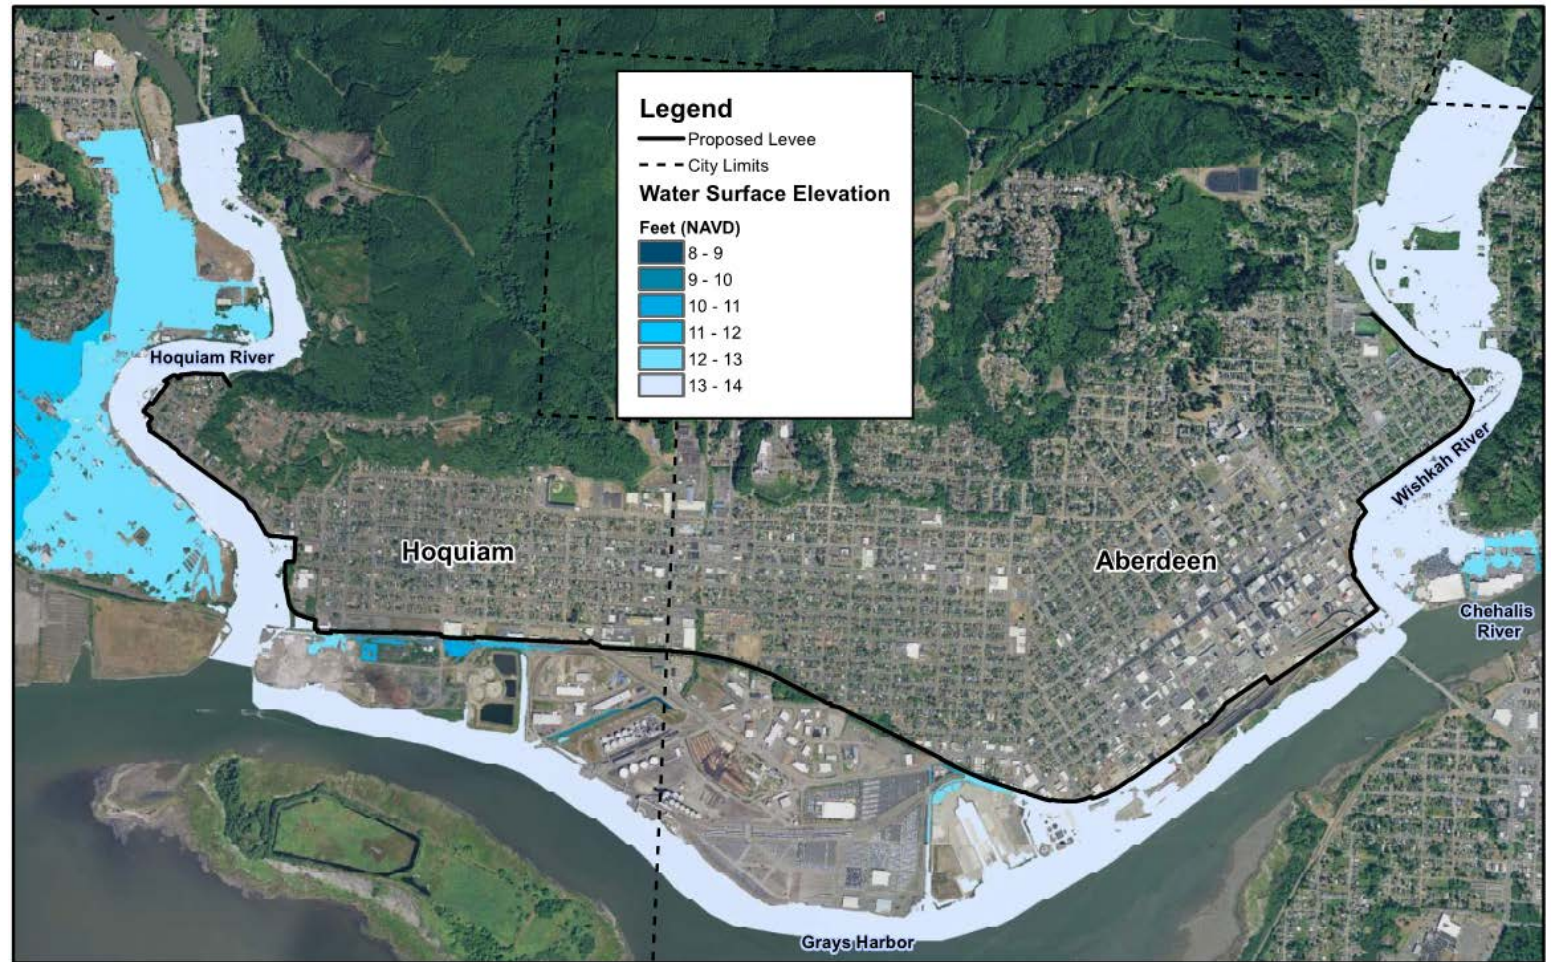 Legend
Proposed Levee
City Limits
Water Surface Elevation
Feet (NAVD)
8 - 9
9 - 10
10 - 11
11 - 12
12 - 13
13 - 14
Hoquiam River
Wishkah River
Hoquiam
Aberdeen
Chehalis
River
Grays Harbor